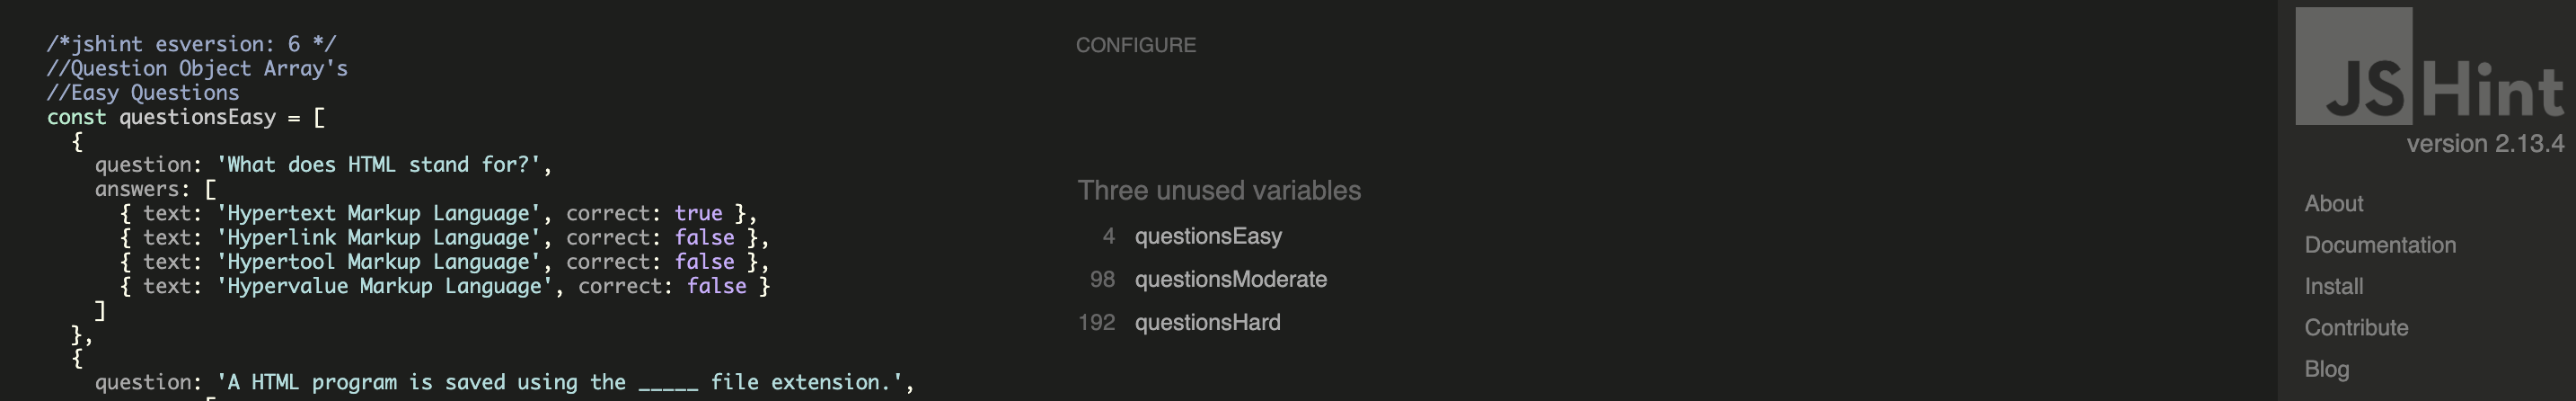 /*jshint esversion: 6 */
//Question Object Array's
//Easy Questions
const questionsEasy = [
{
question: 'What does HTML stand for?',
answers: [
{ text: 'Hypertext Markup Language', correct: true },
{ text: 'Hyperlink Markup Language', correct: false },
{ text: 'Hypertool Markup Language', correct: false },
{ text: 'Hypervalue Markup Language', correct: false }
]
},
{
question: 'A HTML program is saved using the _____ file extension.',
CONFIGURE
Three unused variables
4 questionsEasy
98 questionsModerate
192 questionsHard
JSHint
version 2.13.4
About
Documentation
Install
Contribute
Blog